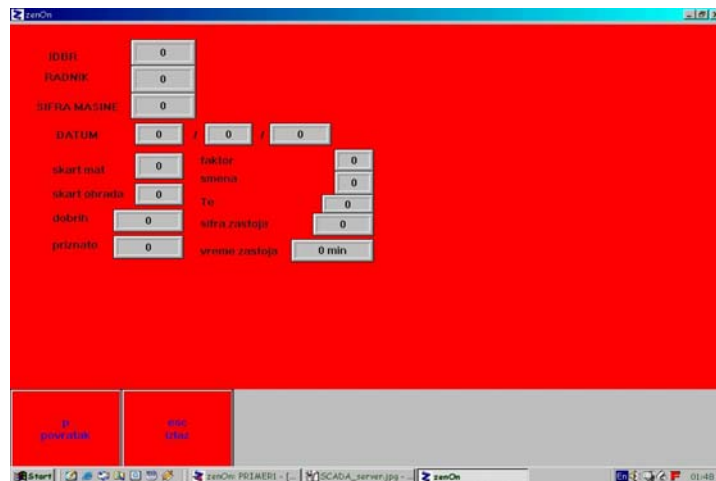 zenOn
IDBR 0
RADNIK 0
SIFRA MASINE 0
DATUM 0 / 0 / 0
skart mat 0 faktor 0
smena 0
skart obrada 0 Te 0
dobrih 0 sifra zastoja 0
priznato 0 vreme zastoja 0 min
p esc
povratak izlaz
Start zenOn: PRIMER1 - [... SCADA_server.jpg -... zenOn En 01:48